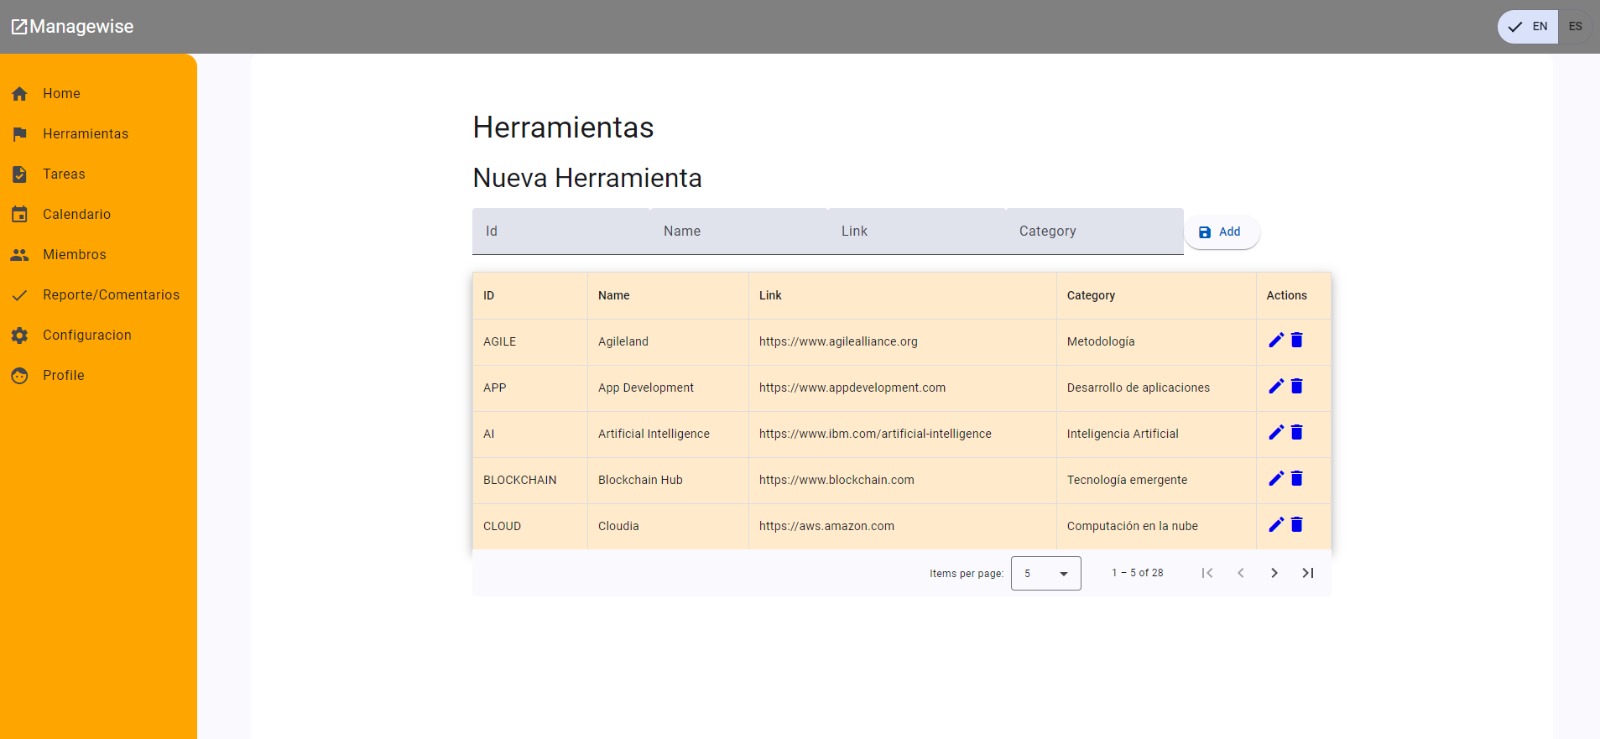 Managewise
EN ES
Home
Herramientas
Tareas
Calendario
Miembros
Reporte/Comentarios
Configuracion
Profile
Herramientas
Nueva Herramienta
Id Name Link Category Add
ID Name Link Category Actions
AGILE Agileland https://www.agilealliance.org Metodología
APP App Development https://www.appdevelopment.com Desarrollo de aplicaciones
AI Artificial Intelligence https://www.ibm.com/artificial-intelligence Inteligencia Artificial
BLOCKCHAIN Blockchain Hub https://www.blockchain.com Tecnología emergente
CLOUD Cloudia https://aws.amazon.com Computación en la nube
Items per page: 5 1 – 5 of 28